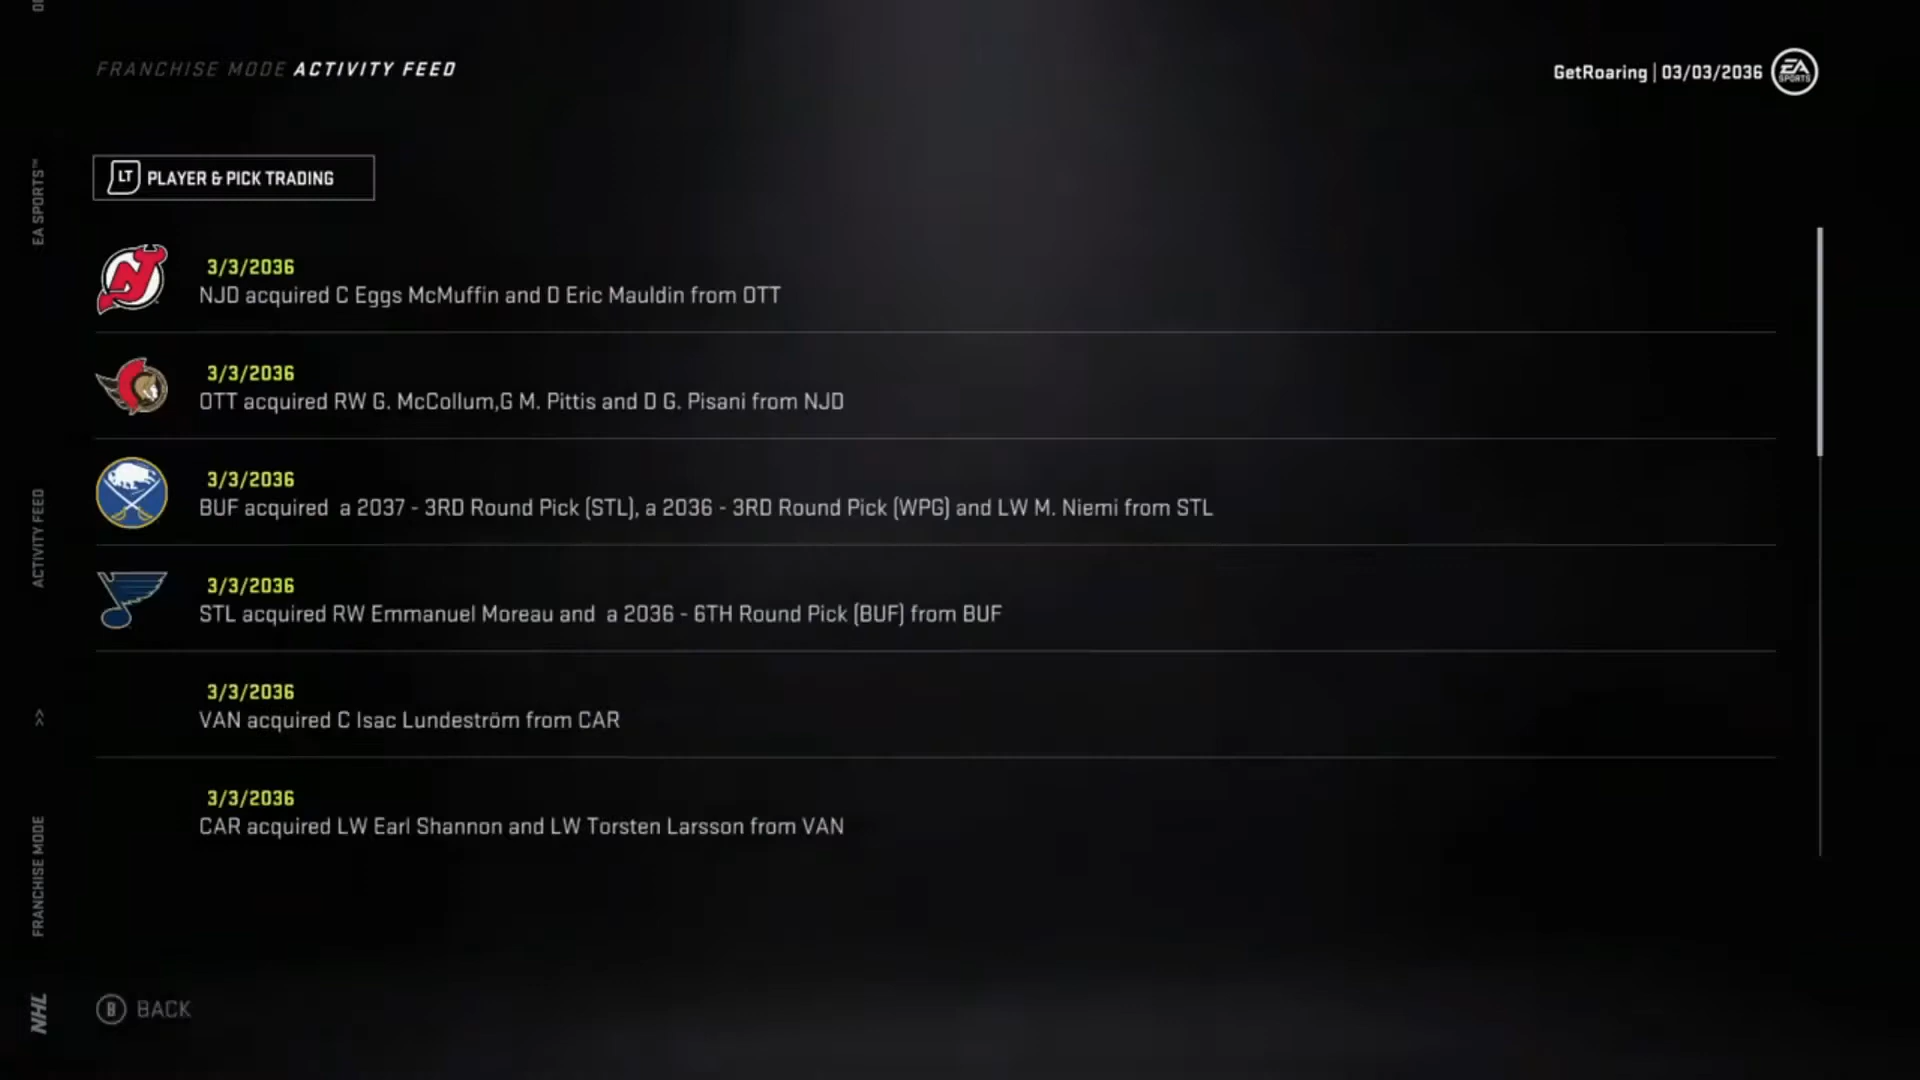 FRANCHISE MODE ACTIVITY FEED
GetRoaring | 03/03/2036
EA SPORTS
LT PLAYER & PICK TRADING
3/3/2036
NJD acquired C Eggs McMuffin and D Eric Mauldin from OTT
3/3/2036
OTT acquired RW G. McCollum,G M. Pittis and D G. Pisani from NJD
3/3/2036
BUF acquired a 2037 - 3RD Round Pick (STL), a 2036 - 3RD Round Pick (WPG) and LW M. Niemi from STL
3/3/2036
STL acquired RW Emmanuel Moreau and a 2036 - 6TH Round Pick (BUF) from BUF
3/3/2036
VAN acquired C Isac Lundeström from CAR
3/3/2036
CAR acquired LW Earl Shannon and LW Torsten Larsson from VAN
B BACK
NHL
FRANCHISE MODE
>>
ACTIVITY FEED
EA SPORTS™